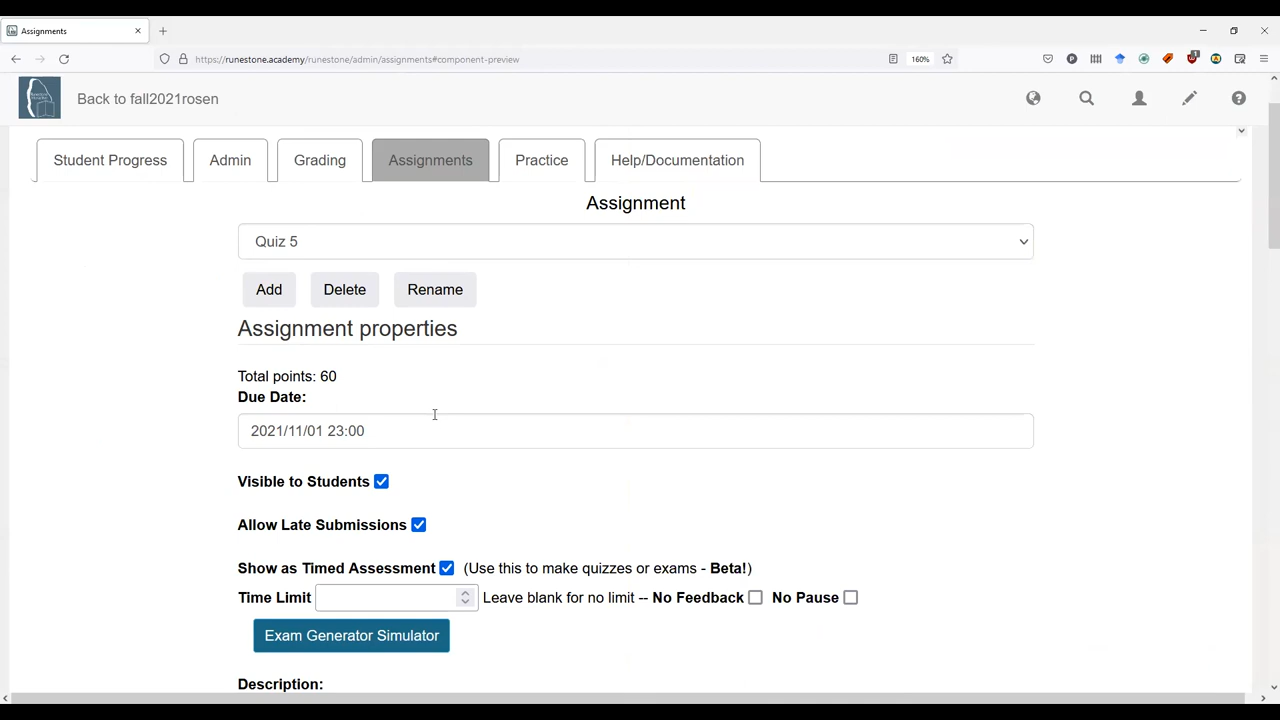 Assignments
https://runestone.academy/runestone/admin/assignments#component-preview
160%
Back to fall2021rosen
Student Progress
Admin
Grading
Assignments
Practice
Help/Documentation
Assignment
Quiz 5
Add
Delete
Rename
Assignment properties
Total points: 60
Due Date:
2021/11/01 23:00
Visible to Students
Allow Late Submissions
Show as Timed Assessment (Use this to make quizzes or exams - Beta!)
Time Limit Leave blank for no limit -- No Feedback No Pause
Exam Generator Simulator
Description: